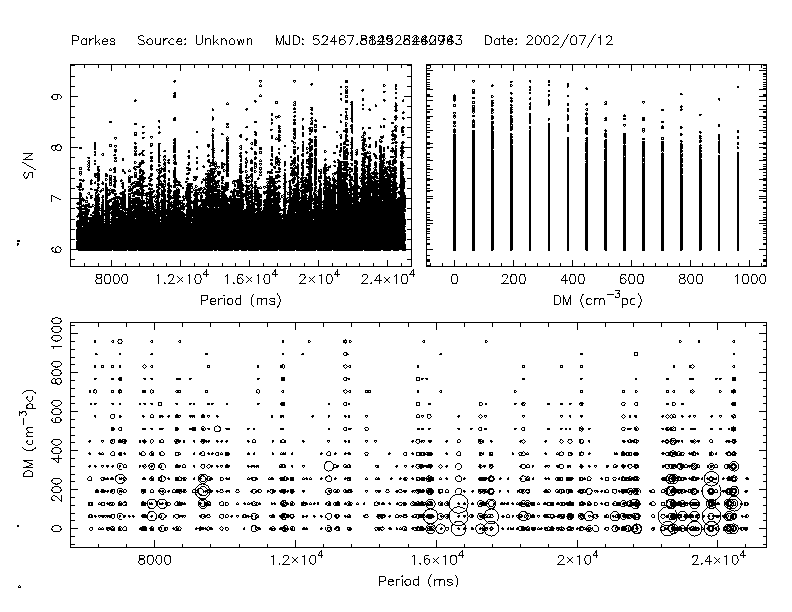 Parkes Source: Unknown MJD: Date: 2002/07/12
S/N
9
8
7
6
8000 1.2×10⁴ 1.6×10⁴ 2×10⁴ 2.4×10⁴
Period (ms)
0 200 400 600 800 1000
DM (cm⁻³pc)
DM (cm⁻³pc)
1000
800
600
400
200
0
8000 1.2×10⁴ 1.6×10⁴ 2×10⁴ 2.4×10⁴
Period (ms)